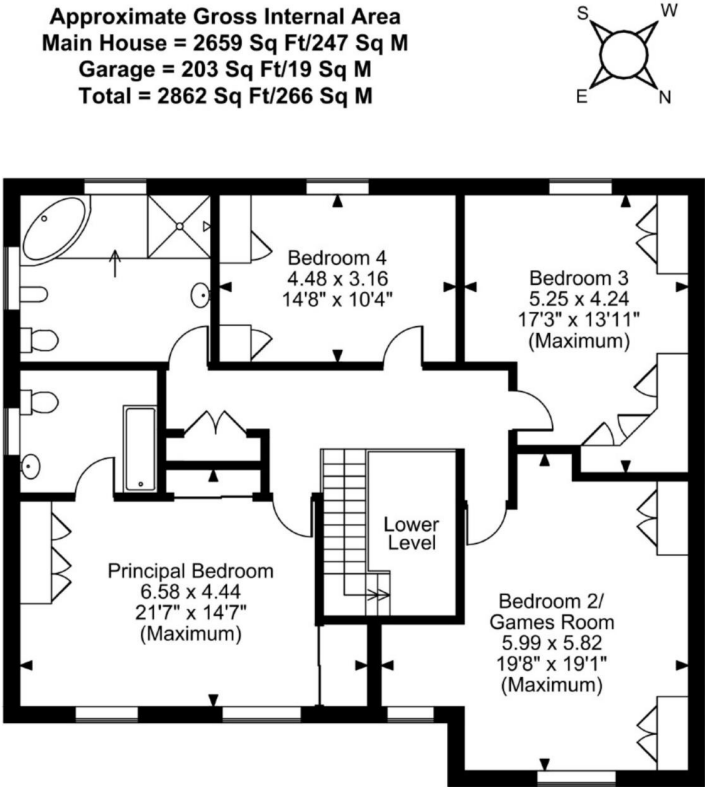 Approximate Gross Internal Area
Main House = 2659 Sq Ft/247 Sq M
Garage = 203 Sq Ft/19 Sq M
Total = 2862 Sq Ft/266 Sq M
S
W
E
N
Bedroom 4
4.48 x 3.16
14'8" x 10'4"
Bedroom 3
5.25 x 4.24
17'3" x 13'11"
(Maximum)
Lower
Level
Principal Bedroom
6.58 x 4.44
21'7" x 14'7"
(Maximum)
Bedroom 2/
Games Room
5.99 x 5.82
19'8" x 19'1"
(Maximum)